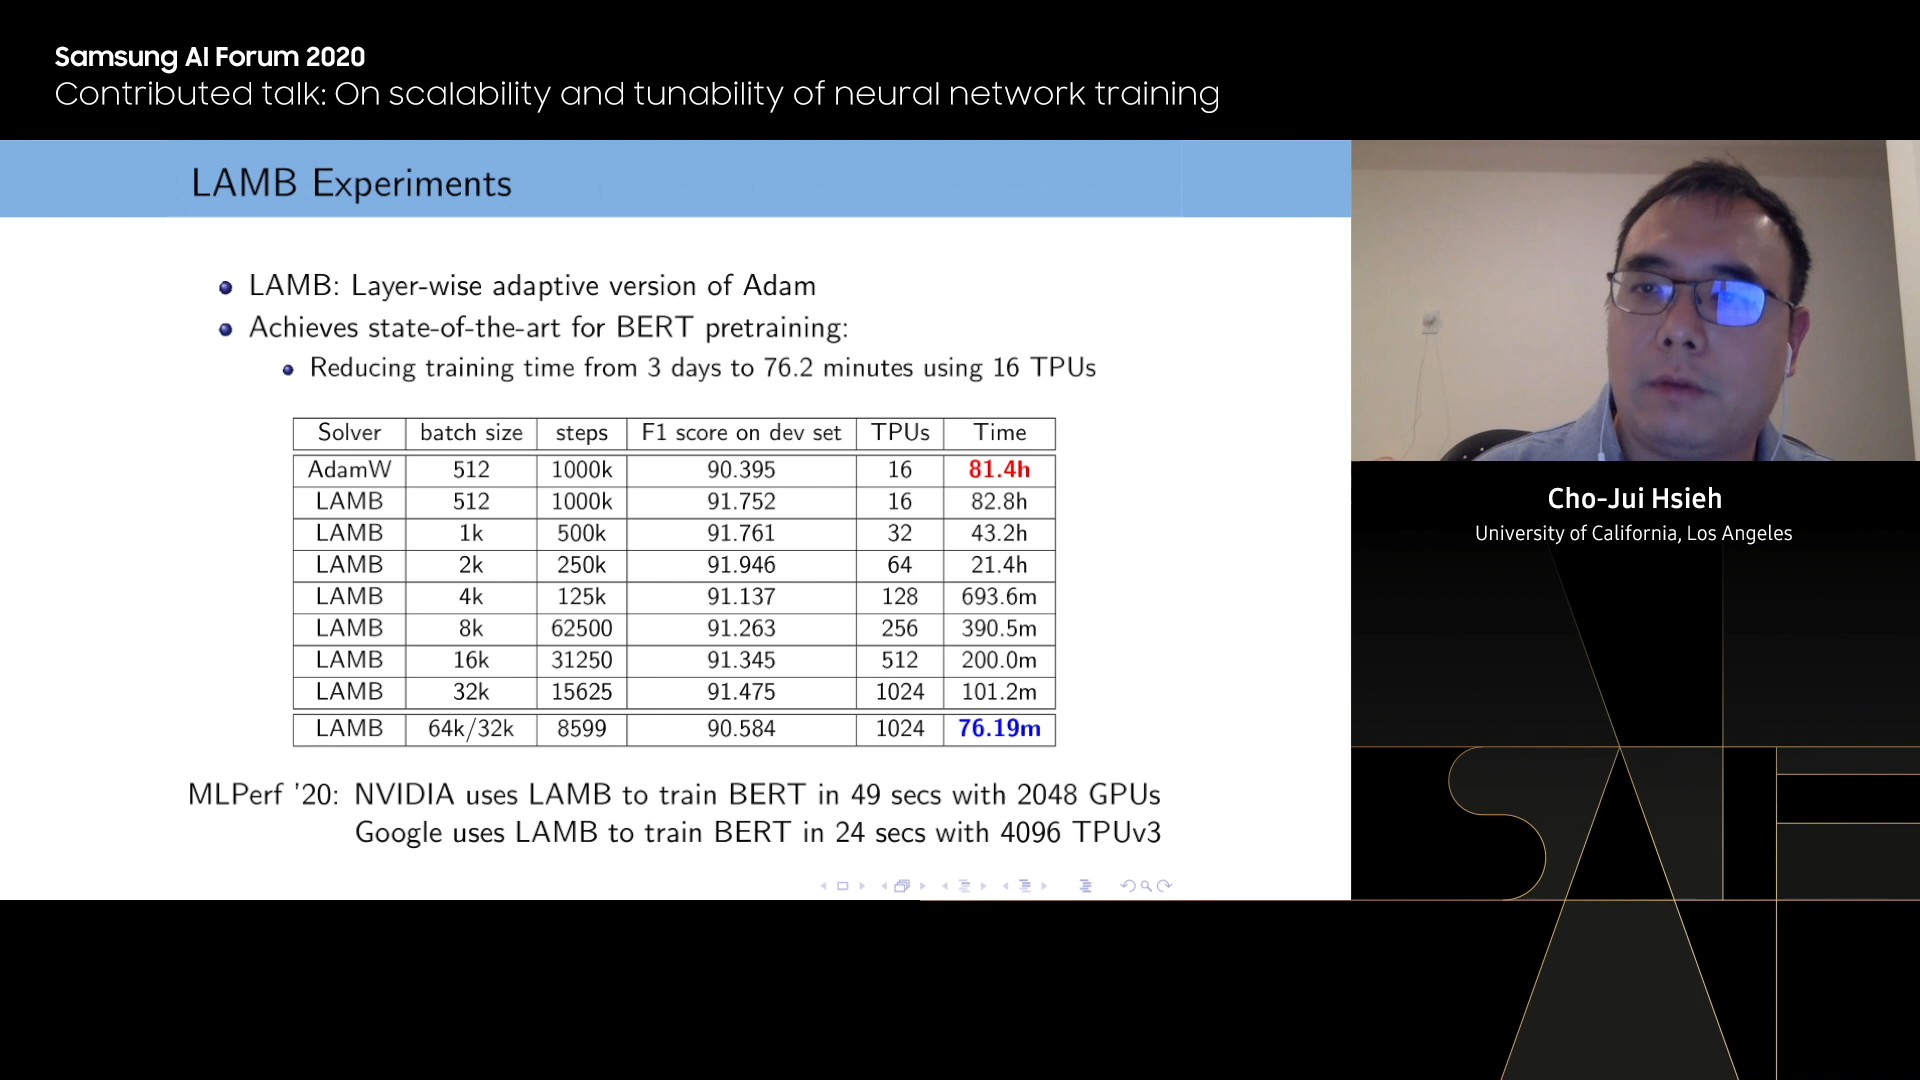 Samsung AI Forum 2020
Contributed talk: On scalability and tunability of neural network training
LAMB Experiments
LAMB: Layer-wise adaptive version of Adam
Achieves state-of-the-art for BERT pretraining:
Reducing training time from 3 days to 76.2 minutes using 16 TPUs
Solver batch size steps F1 score on dev set TPUs Time
AdamW 512 1000k 90.395 16 81.4h
LAMB 512 1000k 91.752 16 82.8h
LAMB 1k 500k 91.761 32 43.2h
LAMB 2k 250k 91.946 64 21.4h
LAMB 4k 125k 91.137 128 693.6m
LAMB 8k 62500 91.263 256 390.5m
LAMB 16k 31250 91.345 512 200.0m
LAMB 32k 15625 91.475 1024 101.2m
LAMB 64k/32k 8599 90.584 1024 76.19m
MLPerf '20: NVIDIA uses LAMB to train BERT in 49 secs with 2048 GPUs
Google uses LAMB to train BERT in 24 secs with 4096 TPUv3
Cho-Jui Hsieh
University of California, Los Angeles